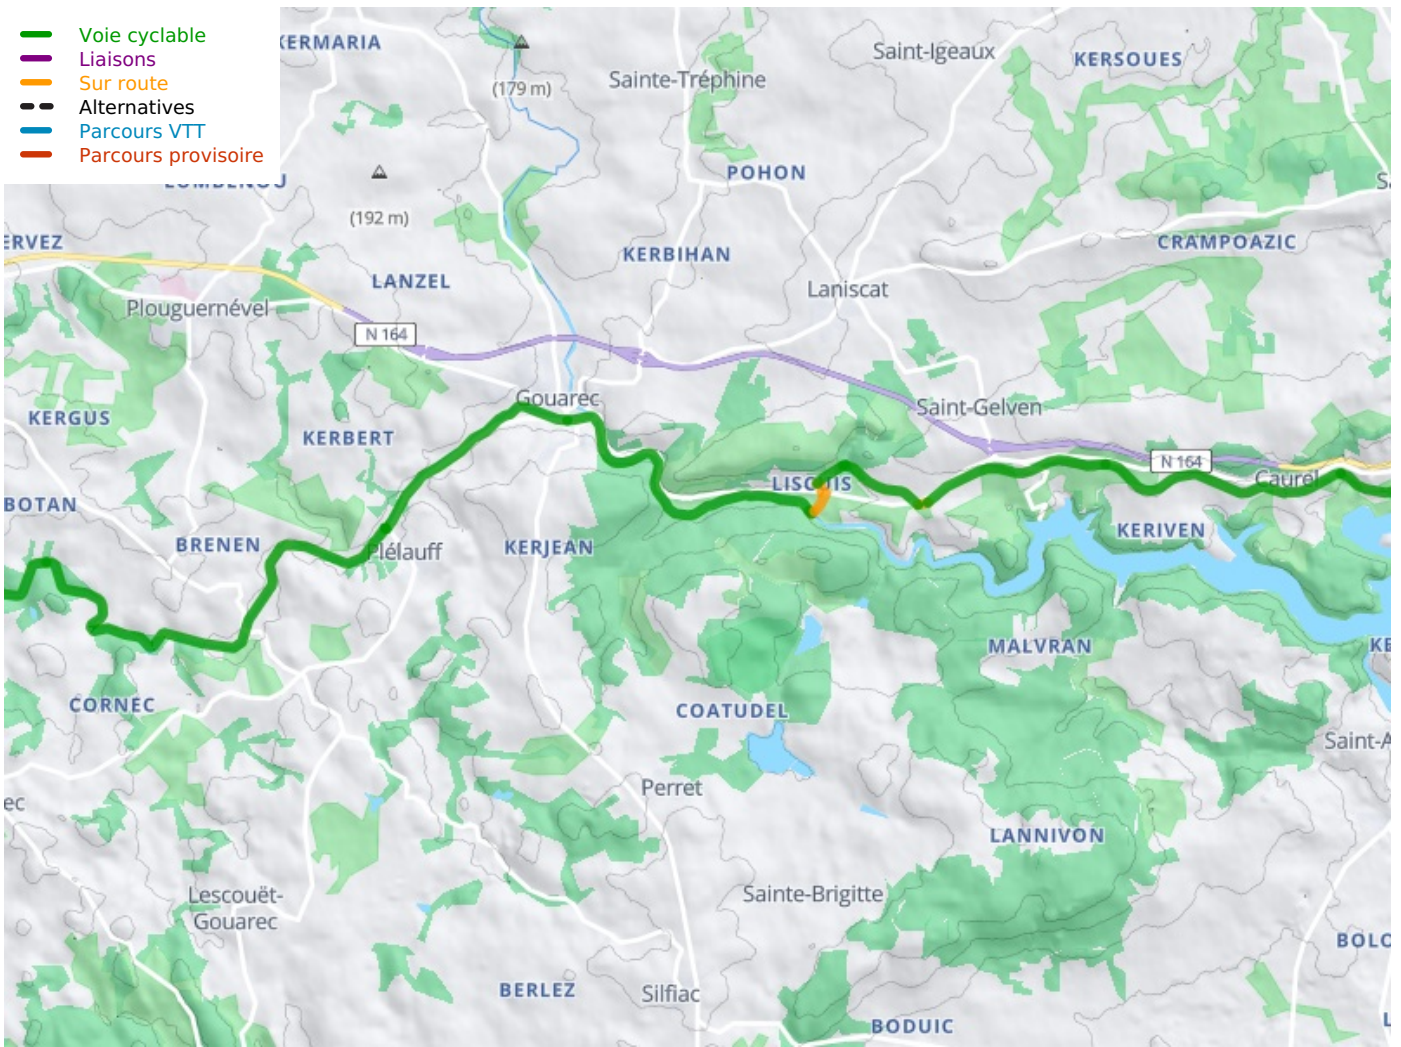 Voie cyclable
Liaisons
Sur route
Alternatives
Parcours VTT
Parcours provisoire
KERMARIA
(179 m)
Sainte-Tréphine
Saint-Igeaux
KERSOUES
POHON
(192 m)
ERVEZ
LANZEL
KERBIHAN
CRAMPOAZIC
Laniscat
Plouguernével
N 164
Gouarec
Saint-Gelven
KERGUS
KERBERT
N 164
Caurel
BOTAN
BRENEN
Plélauff
KERJEAN
KERIVEN
MALVRAN
KE
CORNEC
COATUDEL
Saint-A
Perret
ec
LANNIVON
Lescouët-
Gouarec
Sainte-Brigitte
BOLO
BERLEZ
Silfiac
BODUIC